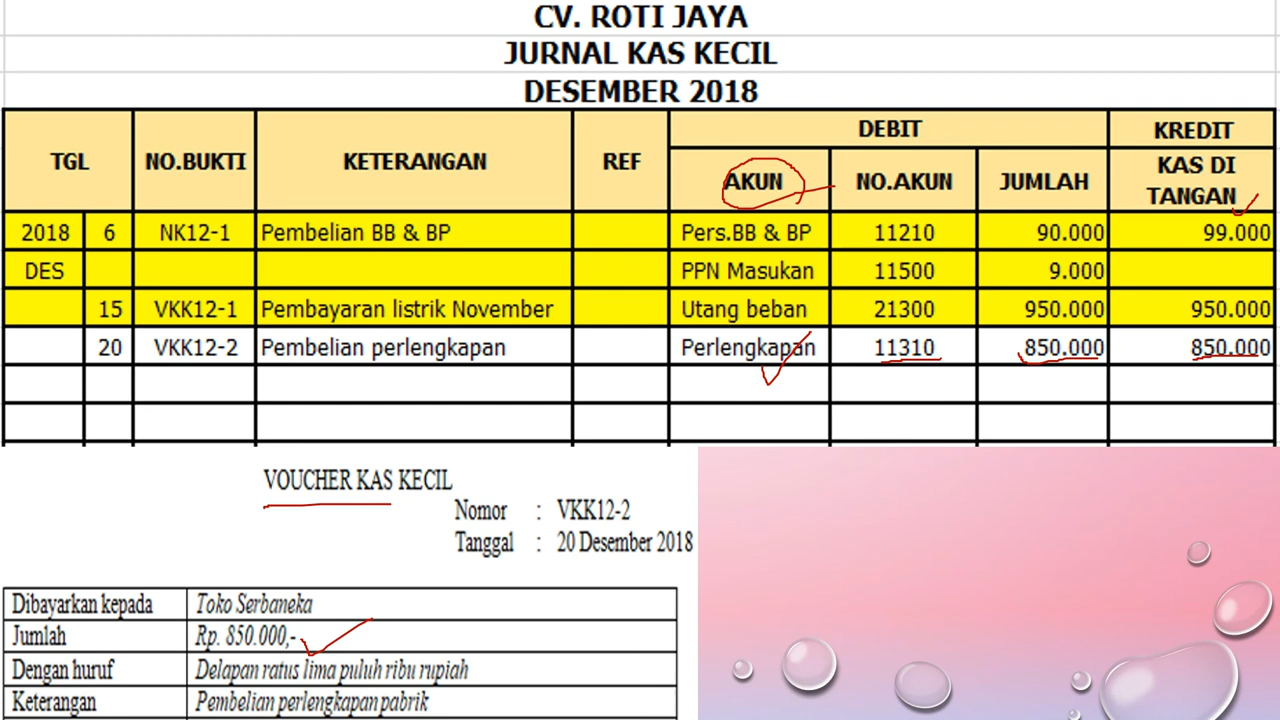 CV. ROTI JAYA
JURNAL KAS KECIL
DESEMBER 2018
TGL NO.BUKTI KETERANGAN REF DEBIT KREDIT
AKUN NO.AKUN JUMLAH KAS DI TANGAN
2018 6 NK12-1 Pembelian BB & BP Pers.BB & BP 11210 90.000 99.000
DES PPN Masukan 11500 9.000
15 VKK12-1 Pembayaran listrik November Utang beban 21300 950.000 950.000
20 VKK12-2 Pembelian perlengkapan Perlengkapan 11310 850.000 850.000
VOUCHER KAS KECIL
Nomor : VKK12-2
Tanggal : 20 Desember 2018
Dibayarkan kepada Toko Serbaneka
Jumlah Rp. 850.000,-
Dengan huruf Delapan ratus lima puluh ribu rupiah
Keterangan Pembelian perlengkapan pabrik